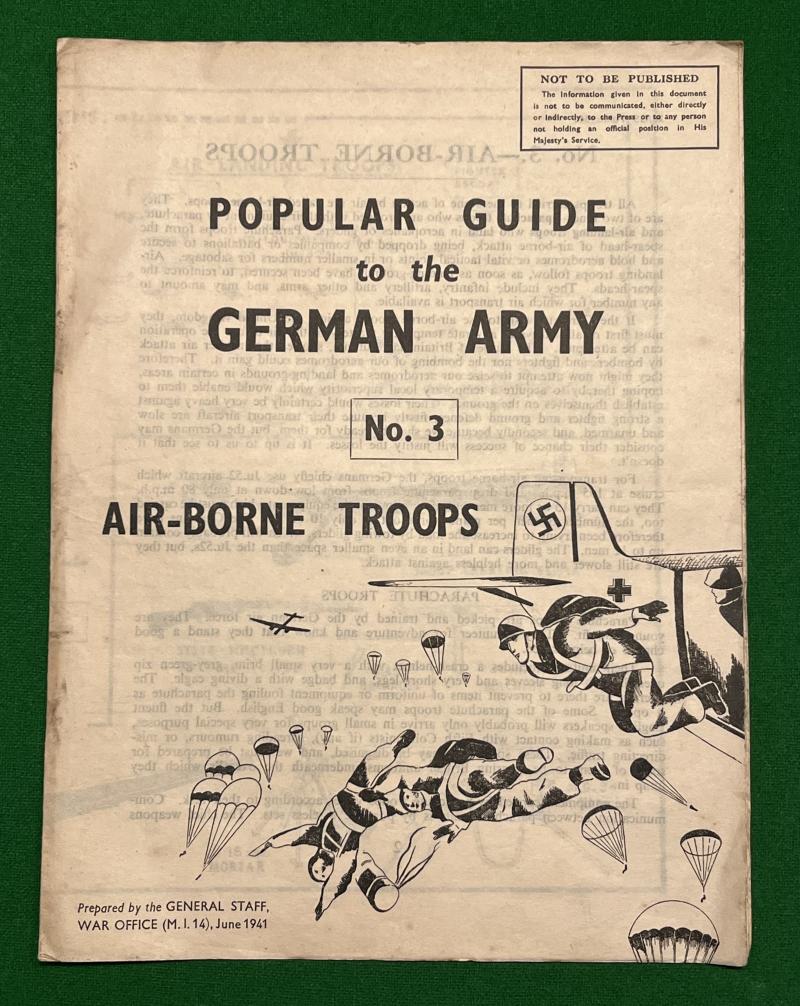 NOT TO BE PUBLISHED
The Information given in this document
is not to be communicated, either directly
or indirectly, to the Press or to any person
not holding an official position in His
Majesty's Service.
POPULAR GUIDE
to the
GERMAN ARMY
No. 3
AIR-BORNE TROOPS
Prepared by the GENERAL STAFF,
WAR OFFICE (M.I.14), June 1941